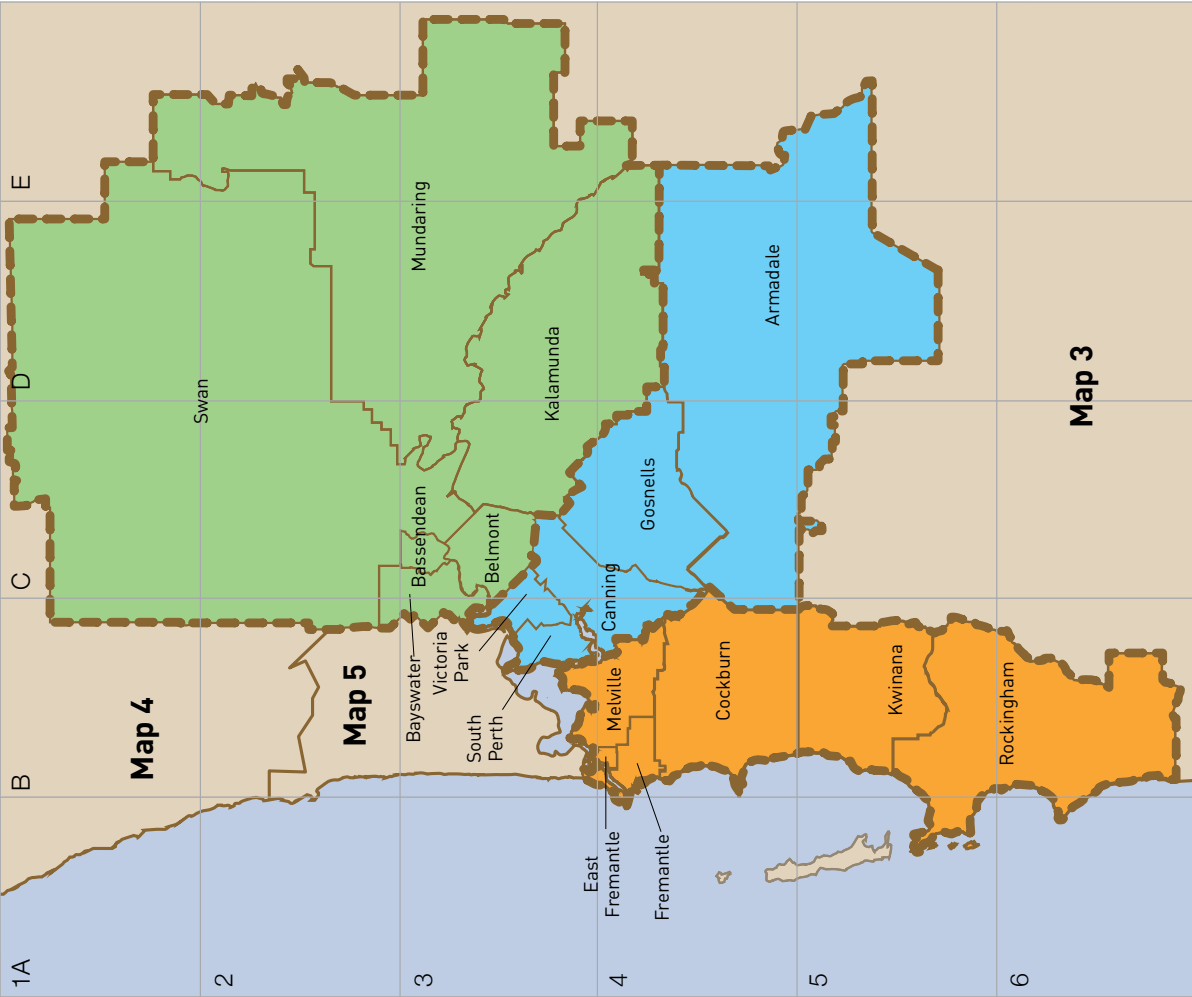 1A
B
C
D
E
2
3
4
5
6
Map 4
Map 5
Map 3
Swan
Mundaring
Kalamunda
Bassendean
Belmont
Bayswater
Victoria
Park
South
Perth
Canning
Gosnells
Armadale
Melville
East
Fremantle
Fremantle
Cockburn
Kwinana
Rockingham